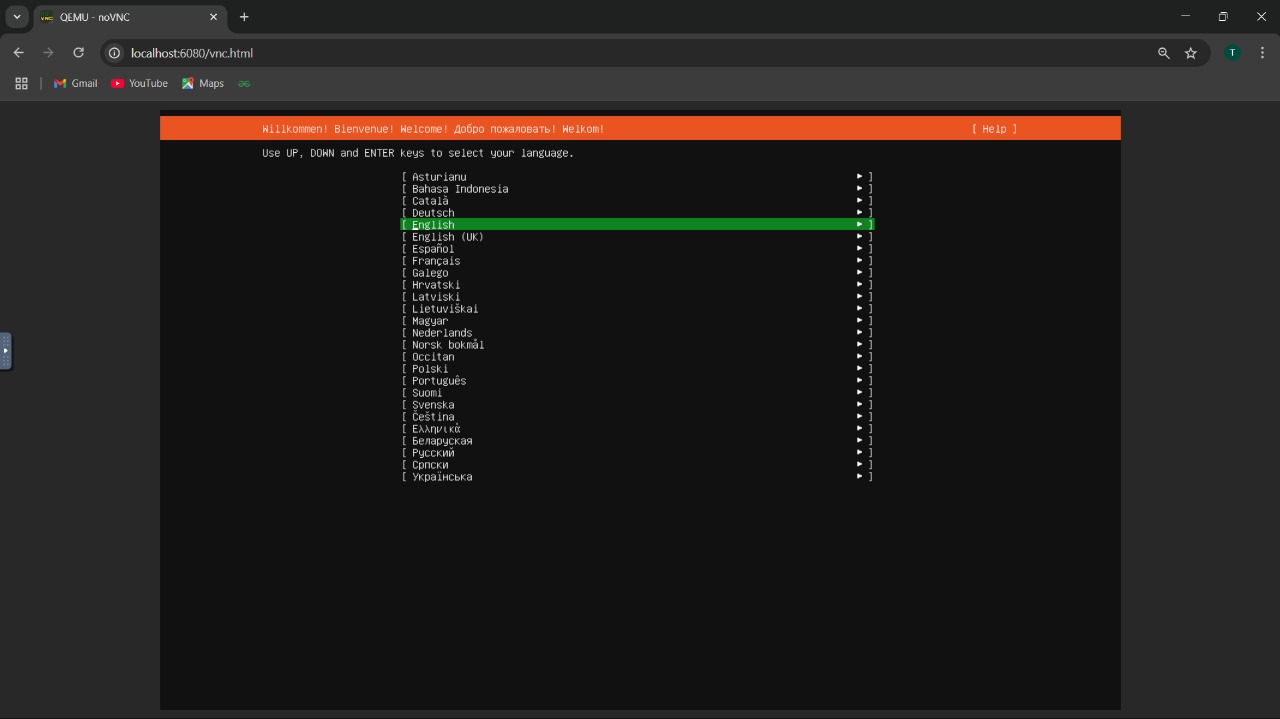 QEMU - noVNC
localhost:6080/vnc.html
T
Gmail YouTube Maps
Willkommen! Bienvenue! Welcome! Добро пожаловать! Welkom! [ Help ]
Use UP, DOWN and ENTER keys to select your language.
[ Asturianu ► ]
[ Bahasa Indonesia ► ]
[ Català ► ]
[ Deutsch ► ]
[ English ► ]
[ English (UK) ► ]
[ Español ► ]
[ Français ► ]
[ Galego ► ]
[ Hrvatski ► ]
[ Latviski ► ]
[ Lietuviškai ► ]
[ Magyar ► ]
[ Nederlands ► ]
[ Norsk bokmål ► ]
[ Occitan ► ]
[ Polski ► ]
[ Português ► ]
[ Suomi ► ]
[ Svenska ► ]
[ Čeština ► ]
[ Ελληνικά ► ]
[ Беларуская ► ]
[ Русский ► ]
[ Српски ► ]
[ Українська ► ]